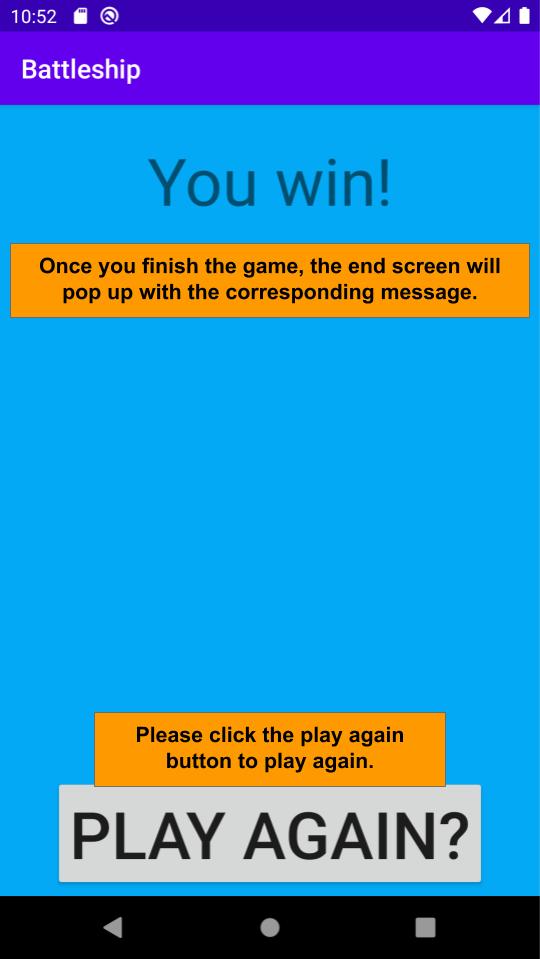 10:52
Battleship
You win!
Once you finish the game, the end screen will
pop up with the corresponding message.
Please click the play again
button to play again.
PLAY AGAIN?